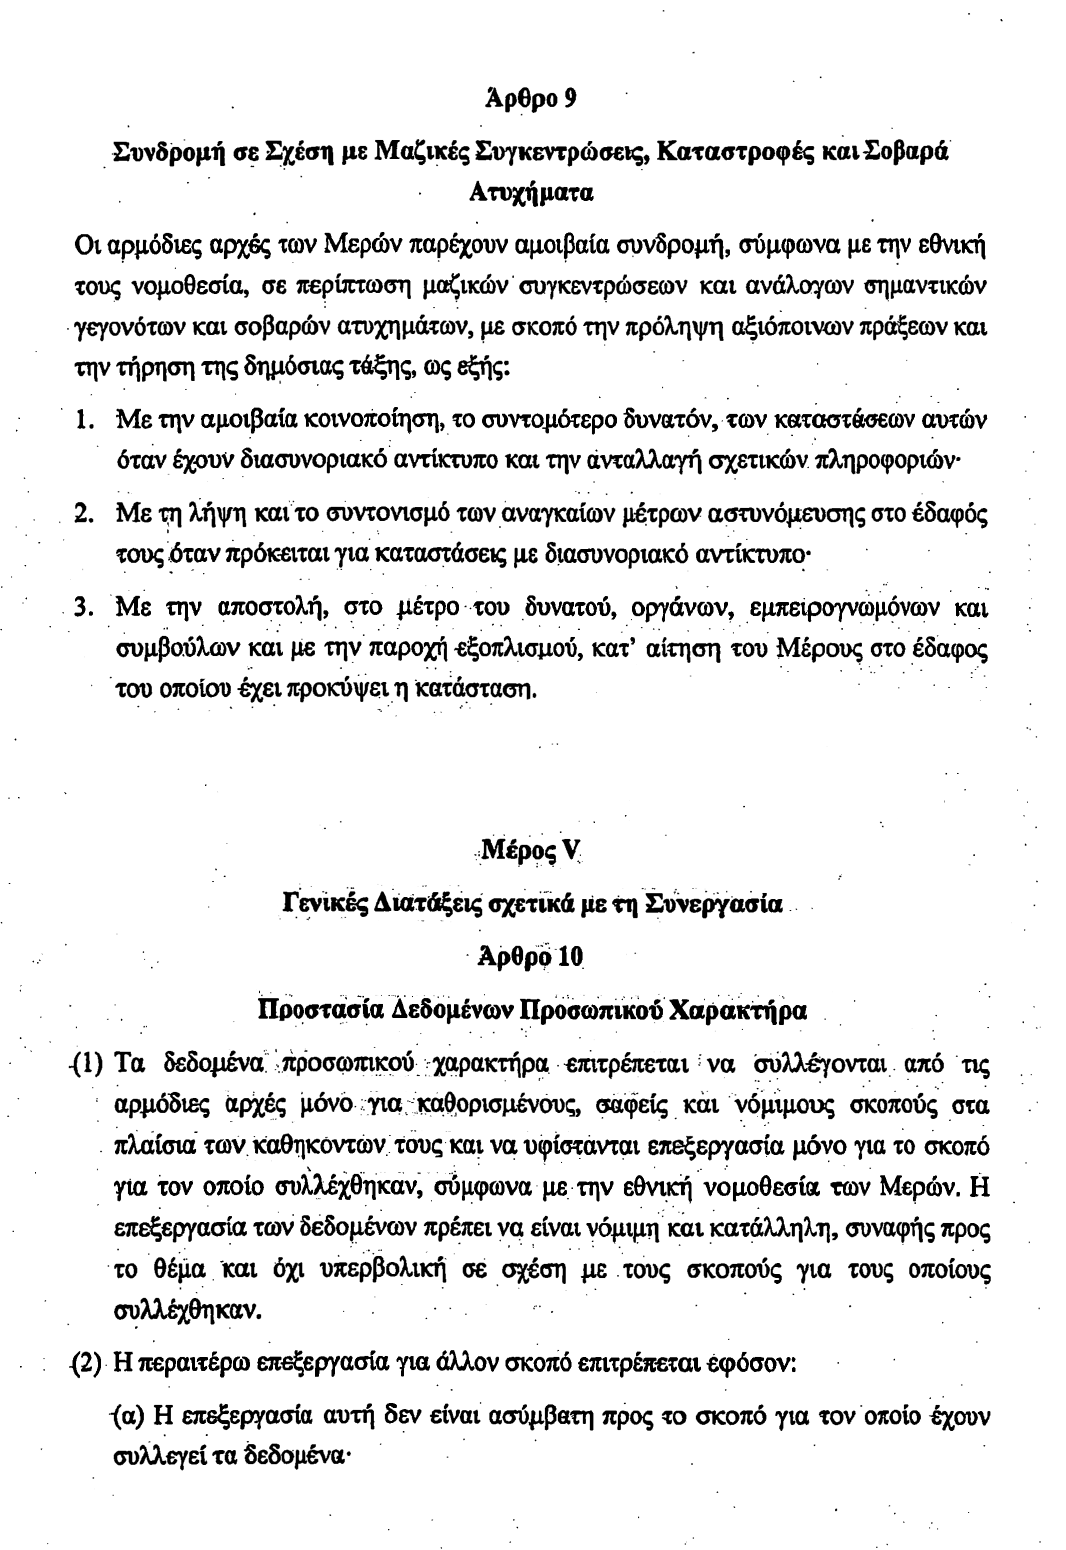 Άρθρο 9
Συνδρομή σε Σχέση με Μαζικές Συγκεντρώσεις, Καταστροφές και Σοβαρά
Ατυχήματα
Οι αρμόδιες αρχές των Μερών παρέχουν αμοιβαία συνδρομή, σύμφωνα με την εθνική
τους νομοθεσία, σε περίπτωση μαζικών συγκεντρώσεων και ανάλογων σημαντικών
γεγονότων και σοβαρών ατυχημάτων, με σκοπό την πρόληψη αξιόποινων πράξεων και
την τήρηση της δημόσιας τάξης, ως εξής:
1. Με την αμοιβαία κοινοποίηση, το συντομότερο δυνατόν, των καταστάσεων αυτών
όταν έχουν διασυνοριακό αντίκτυπο και την ανταλλαγή σχετικών πληροφοριών·
2. Με τη λήψη και το συντονισμό των αναγκαίων μέτρων αστυνόμευσης στο έδαφός
τους όταν πρόκειται για καταστάσεις με διασυνοριακό αντίκτυπο·
3. Με την αποστολή, στο μέτρο του δυνατού, οργάνων, εμπειρογνωμόνων και
συμβούλων και με την παροχή εξοπλισμού, κατ’ αίτηση του Μέρους στο έδαφος
του οποίου έχει προκύψει η κατάσταση.
Μέρος V
Γενικές Διατάξεις σχετικά με τη Συνεργασία
Άρθρο 10
Προστασία Δεδομένων Προσωπικού Χαρακτήρα
(1) Τα δεδομένα προσωπικού χαρακτήρα επιτρέπεται να συλλέγονται από τις
αρμόδιες αρχές μόνο για καθορισμένους, σαφείς και νόμιμους σκοπούς στα
πλαίσια των καθηκόντων τους και να υφίστανται επεξεργασία μόνο για το σκοπό
για τον οποίο συλλέχθηκαν, σύμφωνα με την εθνική νομοθεσία των Μερών. Η
επεξεργασία των δεδομένων πρέπει να είναι νόμιμη και κατάλληλη, συναφής προς
το θέμα και όχι υπερβολική σε σχέση με τους σκοπούς για τους οποίους
συλλέχθηκαν.
(2) Η περαιτέρω επεξεργασία για άλλον σκοπό επιτρέπεται εφόσον:
(α) Η επεξεργασία αυτή δεν είναι ασύμβατη προς το σκοπό για τον οποίο έχουν
συλλεγεί τα δεδομένα·